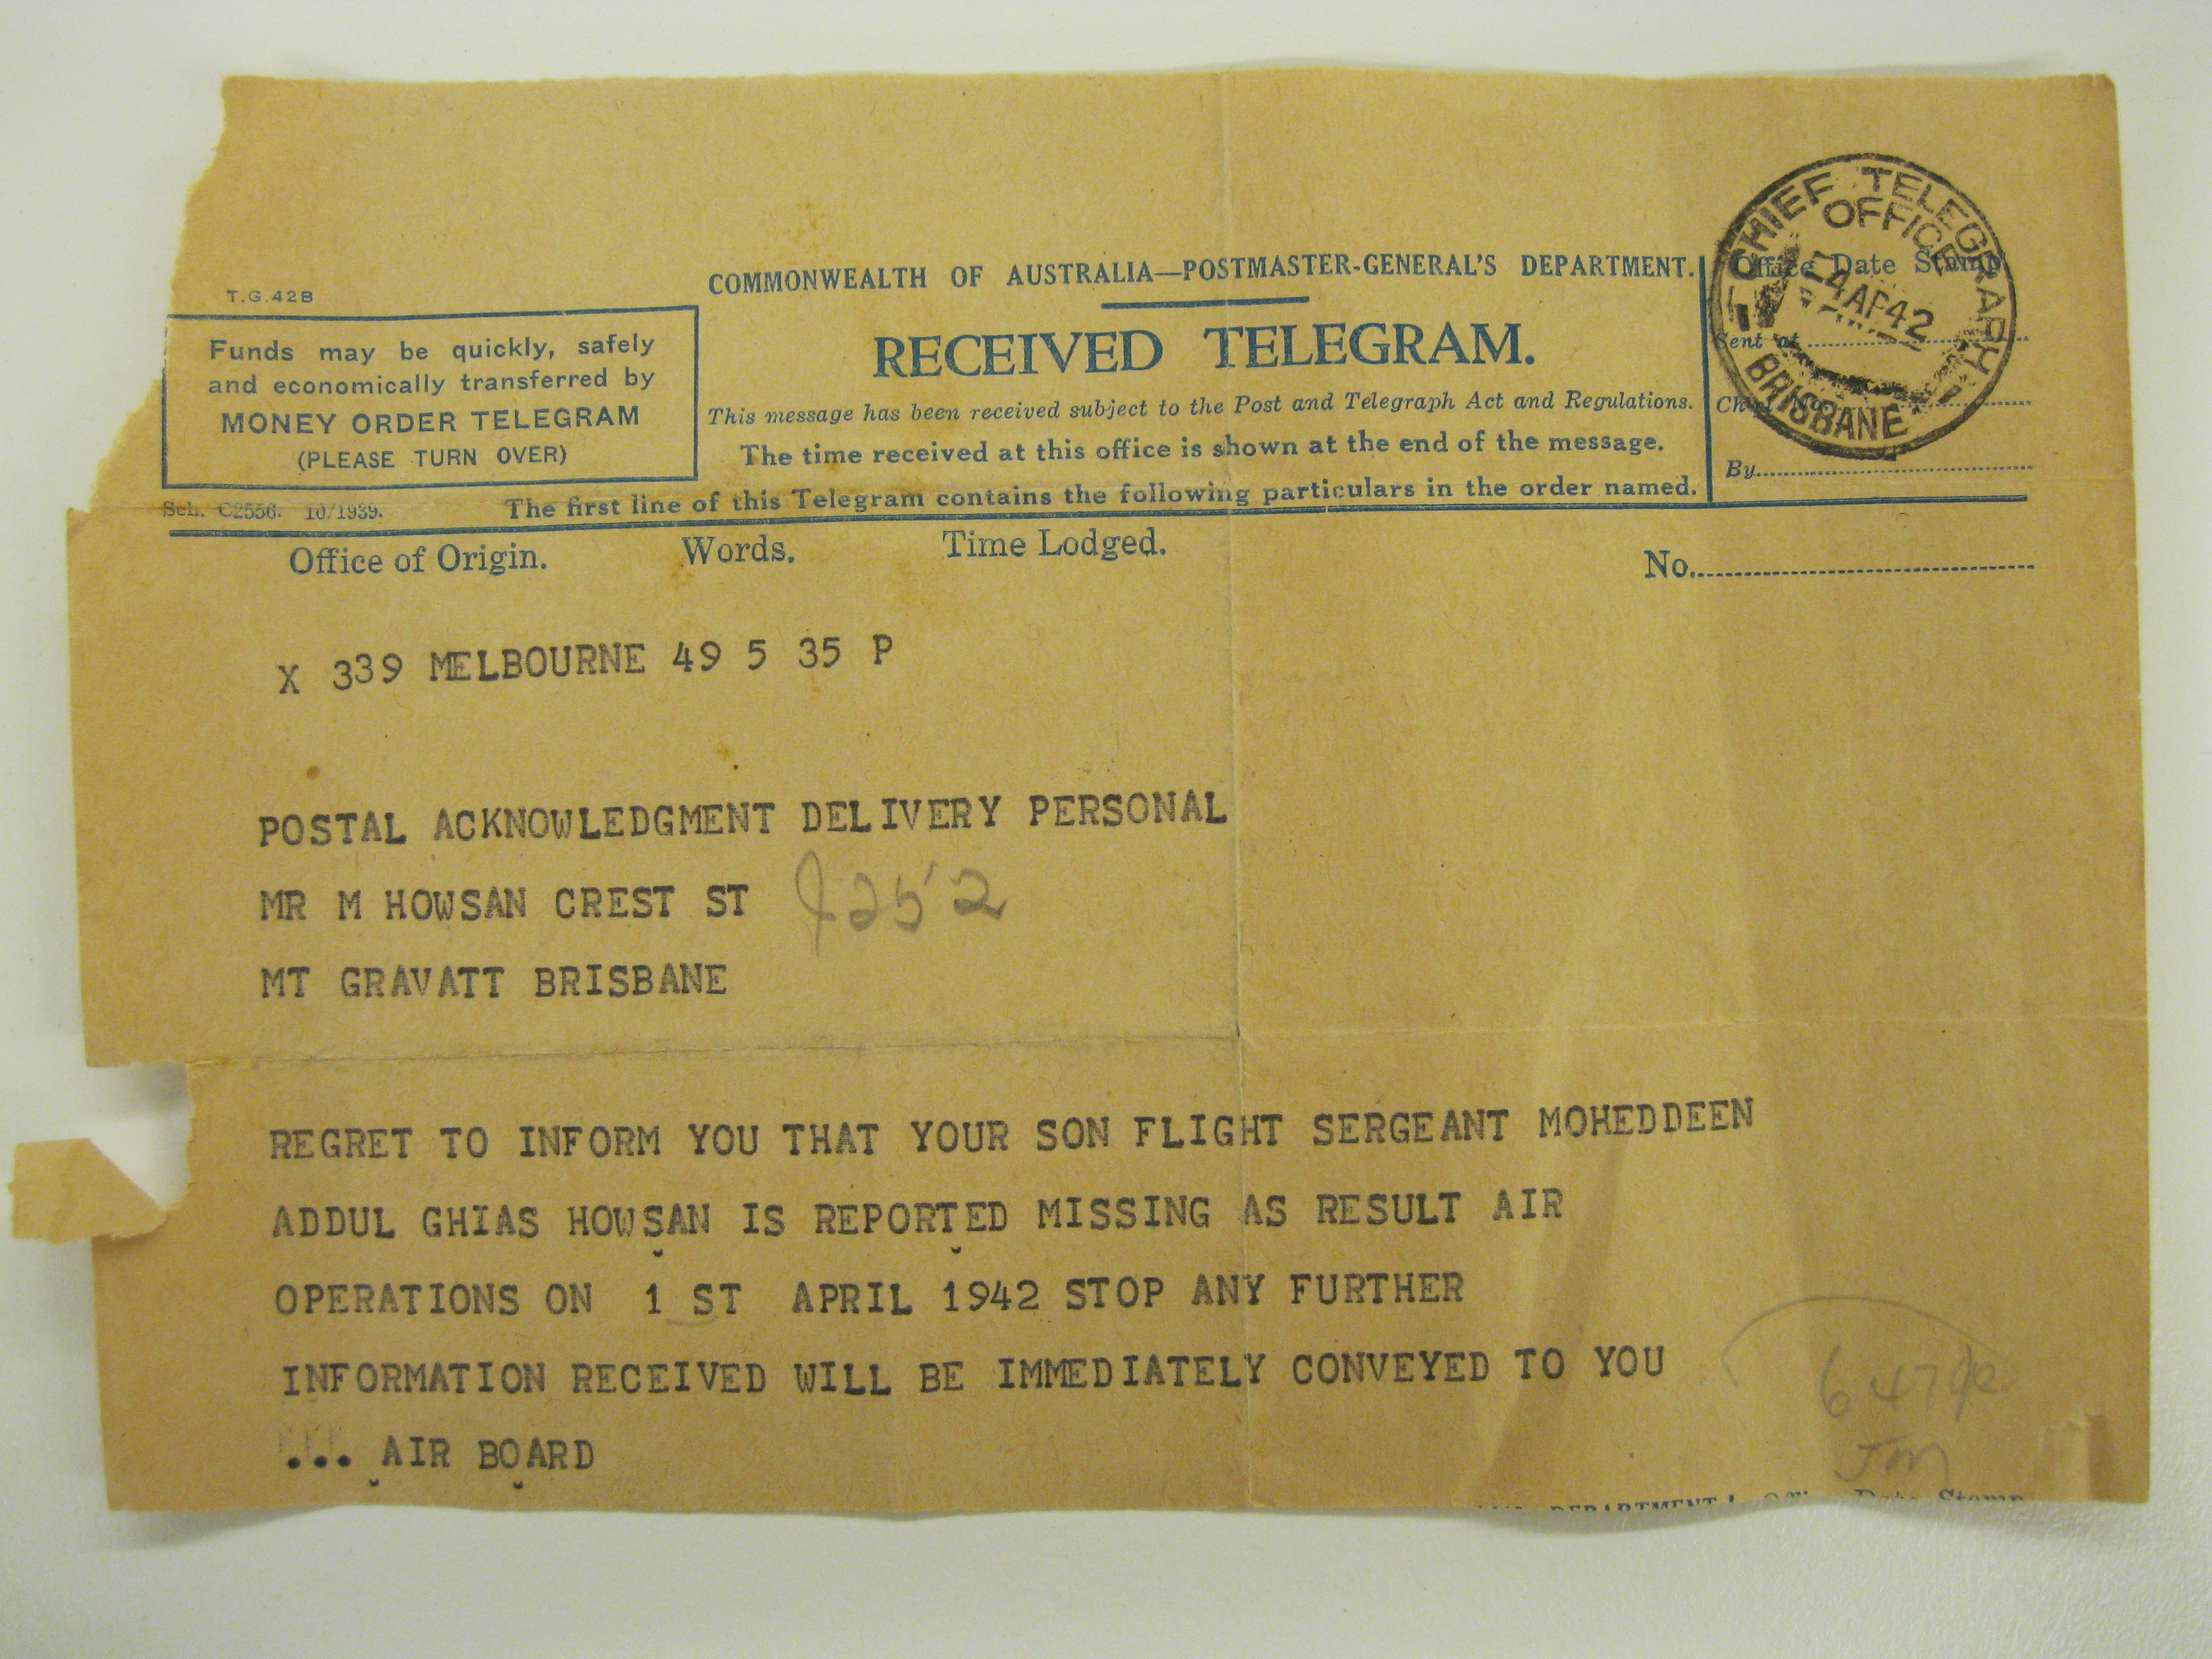 T.G.42B
COMMONWEALTH OF AUSTRALIA—POSTMASTER-GENERAL'S DEPARTMENT.
RECEIVED TELEGRAM.
This message has been received subject to the Post and Telegraph Act and Regulations.
The time received at this office is shown at the end of the message.
The first line of this Telegram contains the following particulars in the order named.
Funds may be quickly, safely
and economically transferred by
MONEY ORDER TELEGRAM
(PLEASE TURN OVER)
Sch. C2556. 10/1939.
Office Date Stamp
CHIEF TELEGRAPH
OFFICE
4 AP 42
BRISBANE
Sent at
By
Office of Origin. Words. Time Lodged. No.
X 339 MELBOURNE 49 5 35 P
POSTAL ACKNOWLEDGMENT DELIVERY PERSONAL
MR M HOWSAN CREST ST
252
MT GRAVATT BRISBANE
REGRET TO INFORM YOU THAT YOUR SON FLIGHT SERGEANT MOHEDDEEN
ADDUL GHIAS HOWSAN IS REPORTED MISSING AS RESULT AIR
OPERATIONS ON 1 ST APRIL 1942 STOP ANY FURTHER
INFORMATION RECEIVED WILL BE IMMEDIATELY CONVEYED TO YOU
... AIR BOARD
DEPARTMENT. Office Date Stamp